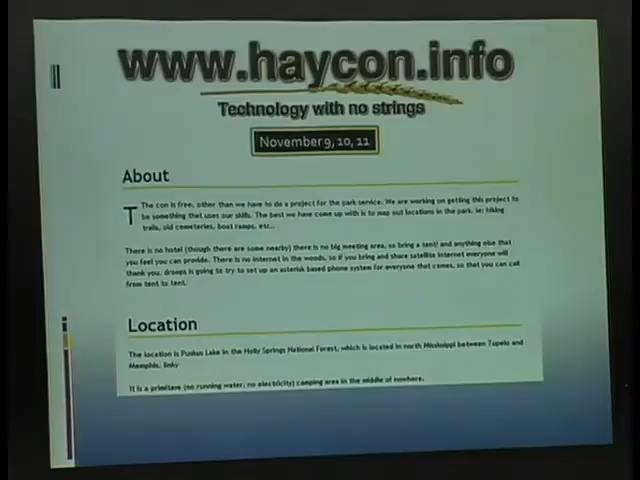 www.haycon.info
Technology with no strings
November 9, 10, 11
About
T The con is free, other than we have to do a project for the park service. We are working on getting this project to
be something that uses our skills. The best we have come up with is to map out locations in the park. ie: hiking
trails, old cemeteries, boat ramps, etc..
There is no hotel (though there are some nearby) there is no big meeting area, so bring a tent! and anything else that
you feel you can provide. There is no internet in the woods, so if you bring and share satellite internet everyone will
thank you. droops is going to try to set up an asterisk based phone system for everyone that comes, so that you can call
from tent to tent.
Location
The location is Puskus Lake in the Holly Springs National Forest, which is located in north Mississippi between Tupelo and
Memphis. linky
It is a primitave (no running water, no electricity) camping area in the middle of nowhere.